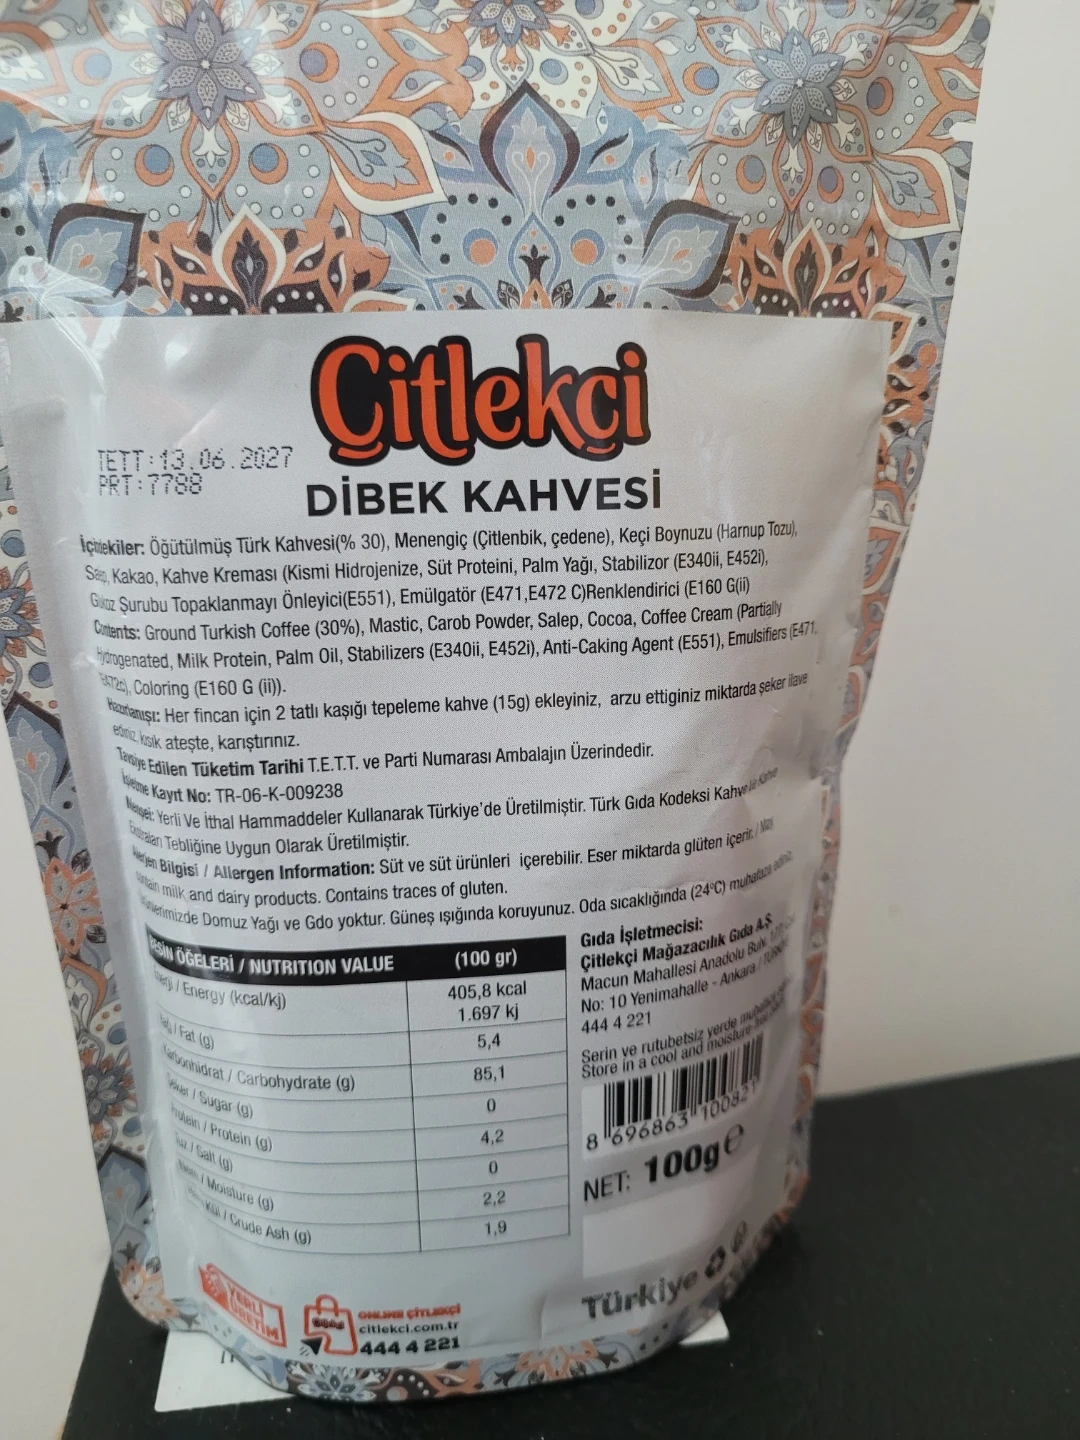 Çitlekçi
TETT:13.06.2027
PRT:7788
DİBEK KAHVESİ
İçindekiler: Öğütülmüş Türk Kahvesi(% 30), Menengiç (Çitlenbik, çedene), Keçi Boynuzu (Harnup Tozu),
Kakao, Kahve Kreması (Kismi Hidrojenize, Süt Proteini, Palm Yağı, Stabilizor (E340ii, E452i),
Şurubu Topaklanmayı Önleyici(E551), Emülgatör (E471,E472 C)Renklendirici (E160 G(ii)
Contents: Ground Turkish Coffee (30%), Mastic, Carob Powder, Salep, Cocoa, Coffee Cream (Partially
Hydrogenated, Milk Protein, Palm Oil, Stabilizers (E340ii, E452i), Anti-Caking Agent (E551), Emulsifiers (E471,
E472c), Coloring (E160 G (ii)).
Hazırlanışı: Her fincan için 2 tatlı kaşığı tepeleme kahve (15g) ekleyiniz, arzu ettiginiz miktarda şeker ilave
ediniz, kısık ateşte, karıştırınız.
Tavsiye Edilen Tüketim Tarihi T.E.T.T. ve Parti Numarası Ambalajın Üzerindedir.
İşletme Kayıt No: TR-06-K-009238
Menşei: Yerli Ve İthal Hammaddeler Kullanarak Türkiye'de Üretilmiştir. Türk Gıda Kodeksi Kahve ve Kahve
Ekstraları Tebliğine Uygun Olarak Üretilmiştir.
Alerjen Bilgisi / Allergen Information: Süt ve süt ürünleri içerebilir. Eser miktarda glüten içerir. / May
contain milk and dairy products. Contains traces of gluten.
Ürünlerimizde Domuz Yağı ve Gdo yoktur. Güneş ışığında koruyunuz. Oda sıcaklığında (24°C) muhafaza ediniz.
BESİN ÖĞELERİ / NUTRITION VALUE (100 gr)
Enerji / Energy (kcal/kj) 405,8 kcal
1.697 kj
Yağ / Fat (g) 5,4
Karbonhidrat / Carbohydrate (g) 85,1
Şeker / Sugar (g) 0
Protein / Protein (g) 4,2
Tuz / Salt (g) 0
Nem / Moisture (g) 2,2
Kül / Crude Ash (g) 1,9
Gıda İşletmecisi:
Çitlekçi Mağazacılık Gıda A.Ş.
Macun Mahallesi Anadolu Bulv.
No: 10 Yenimahalle - Ankara /
444 4 221
Serin ve rutubetsiz yerde muhafaza
Store in a cool and moisture-free
8 696863 100821
NET: 100g e
Türkiye
YERLİ
ÜRETİM
ONLINE ÇİTLEKÇİ
citlekci.com.tr
444 4 221